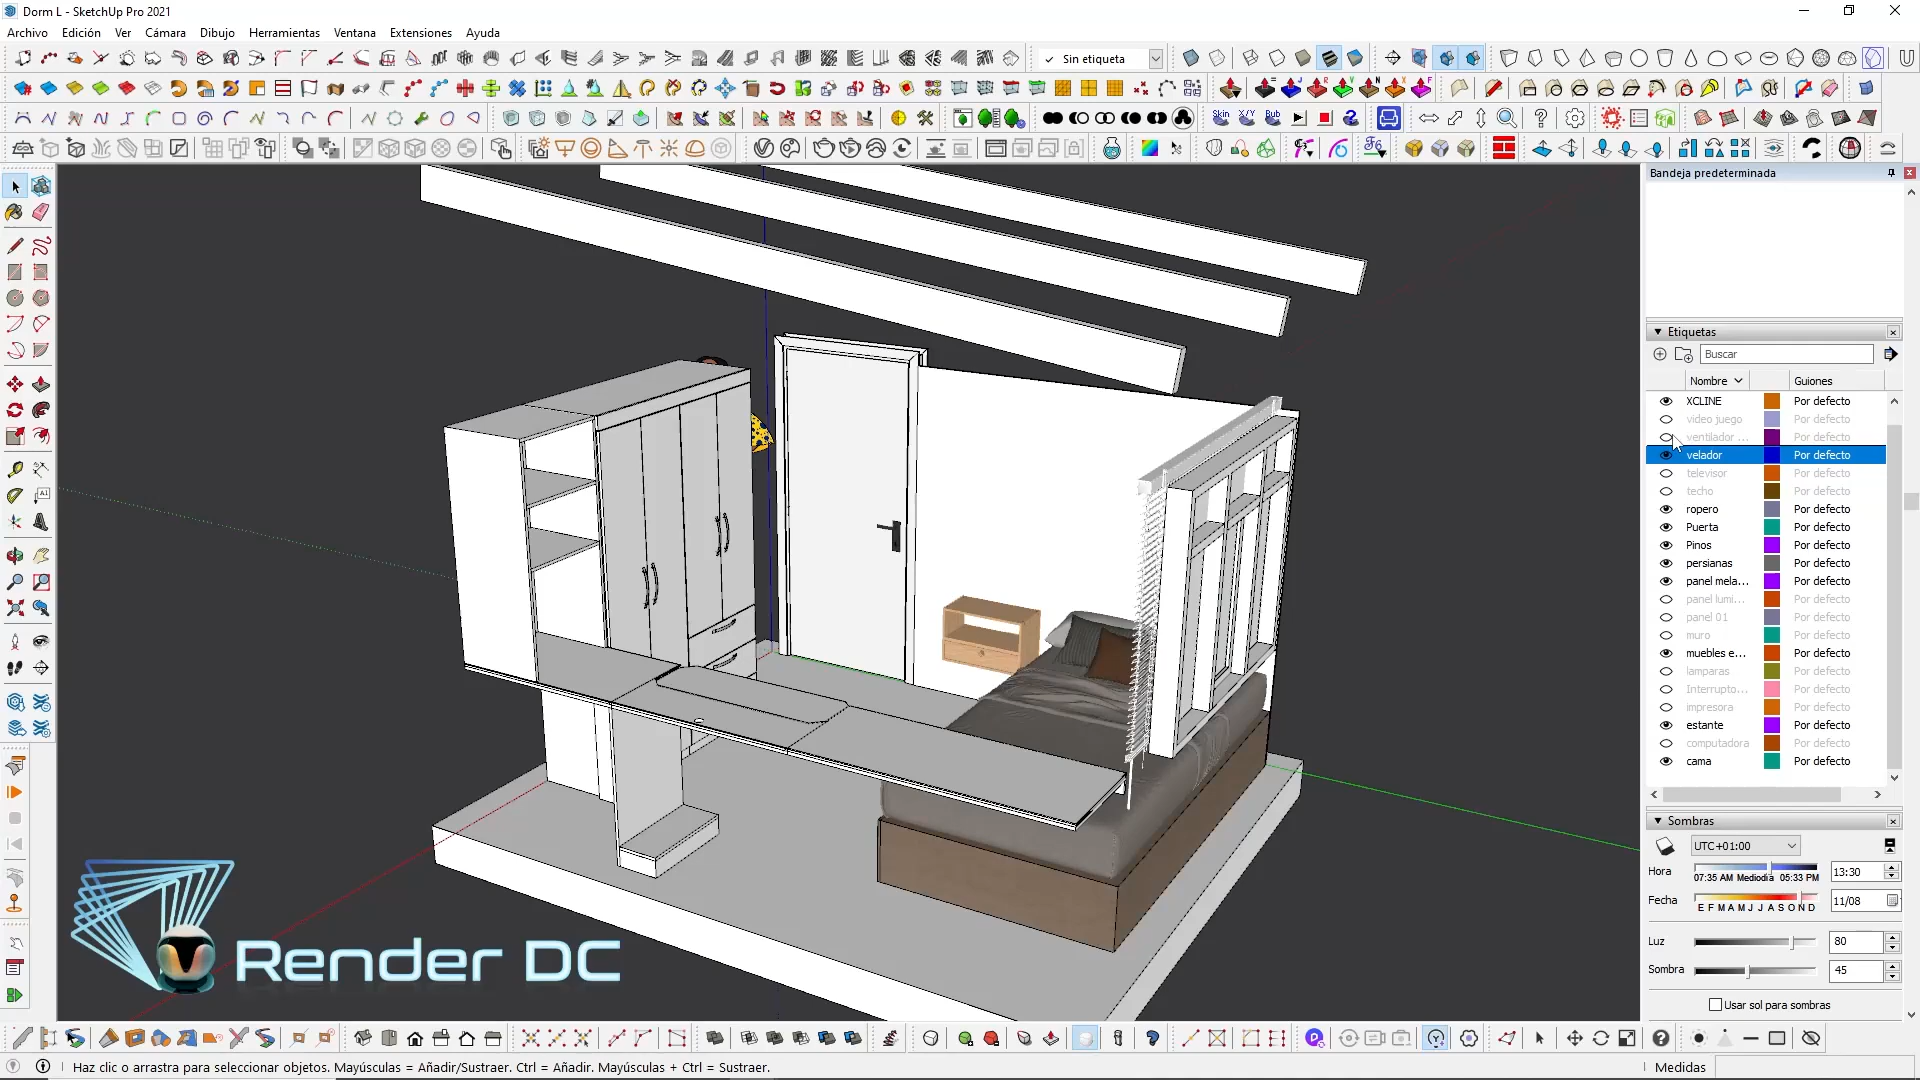 Dorm L - SketchUp Pro 2021
Archivo Edición Ver Cámara Dibujo Herramientas Ventana Extensiones Ayuda
Sin etiqueta
Skin X/Y Bub
Bandeja predeterminada
Etiquetas
Buscar
Nombre Guiones
XCLINE Por defecto
video juego Por defecto
ventilador ... Por defecto
velador Por defecto
televisor Por defecto
techo Por defecto
ropero Por defecto
Puerta Por defecto
Pinos Por defecto
persianas Por defecto
panel mela... Por defecto
panel lumi... Por defecto
panel 01 Por defecto
muro Por defecto
muebles e... Por defecto
lamparas Por defecto
Interrupto... Por defecto
impresora Por defecto
estante Por defecto
computadora Por defecto
cama Por defecto
Sombras
UTC+01:00
Hora 13:30
07:35 AM Mediodía 05:33 PM
Fecha 11/08
E F M A M J J A S O N D
Luz 80
Sombra 45
Usar sol para sombras
Render DC
Haz clic o arrastra para seleccionar objetos. Mayúsculas = Añadir/Sustraer. Ctrl = Añadir. Mayúsculas + Ctrl = Sustraer.
Medidas